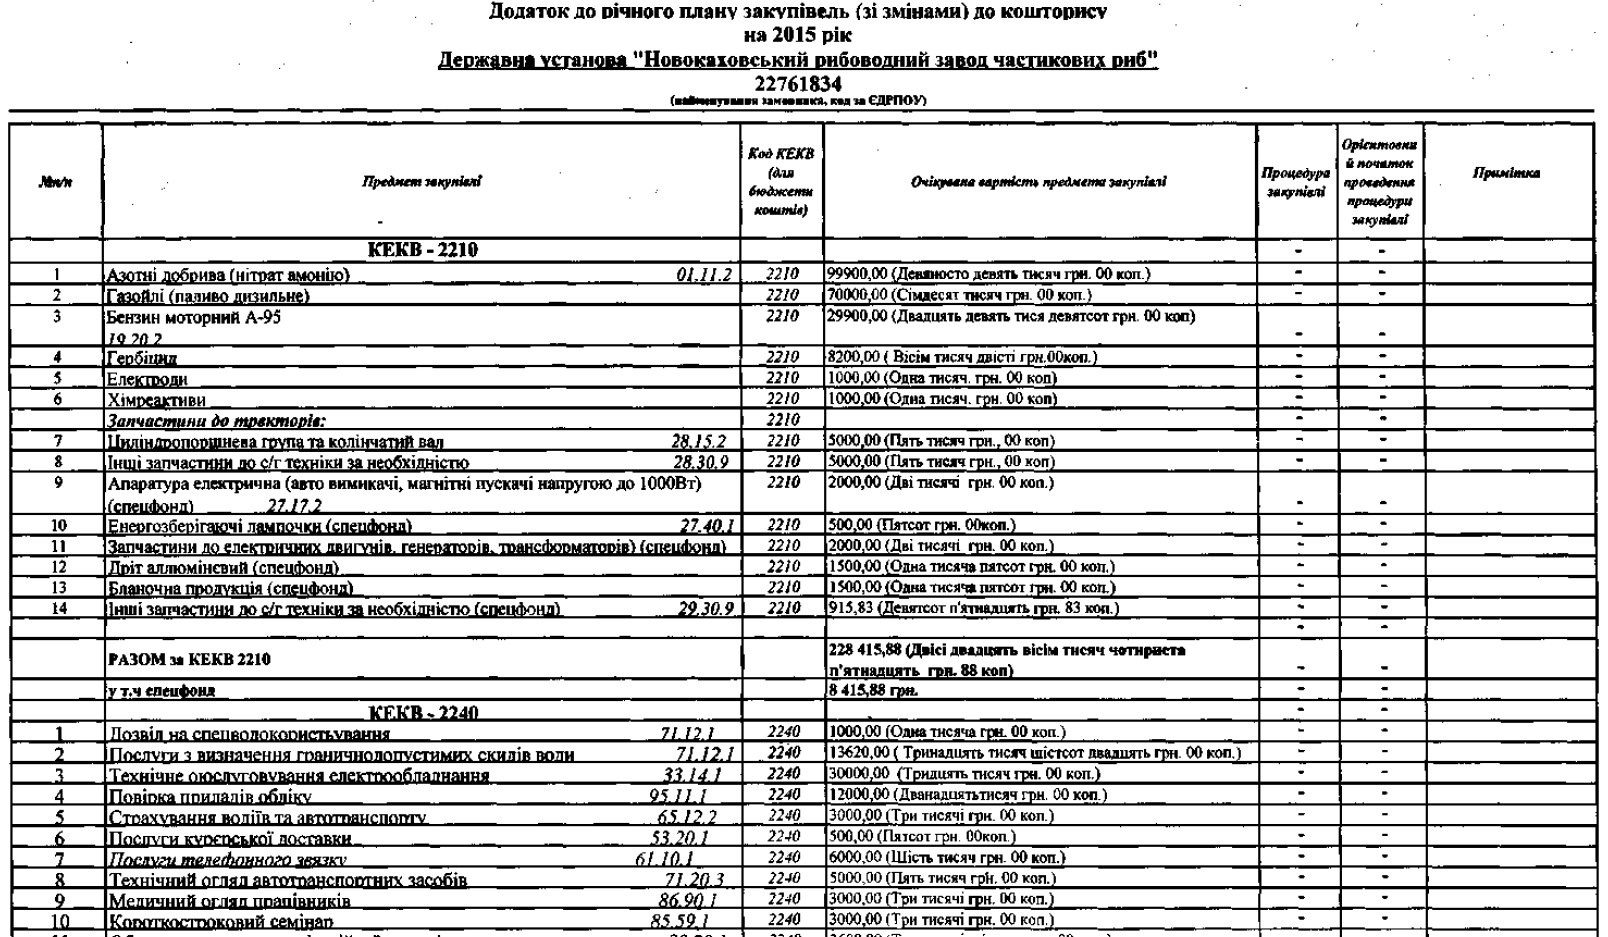 Додаток до річного плану закупівель (зі змінами) до кошторису
на 2015 рік
Державна установа "Новокаховський рибоводний завод частикових риб"
22761834
(найменування замовника, код за ЄДРПОУ)
№п/п Предмет закупівлі Код КЕКВ (для бюджетн коштів) Очікувана вартість предмета закупівлі Процедура закупівлі Орієнтовни й початок проведення процедури закупівлі Примітка
КЕКВ - 2210 - -
1 Азотні добрива (нітрат амонію) 01.11.2 2210 99900,00 (Девяносто девять тисяч грн. 00 коп.) - -
2 Газойлі (паливо дизильне) 2210 70000,00 (Сімдесят тисяч грн. 00 коп.) - -
3 Бензин моторний А-95 2210 29900,00 (Двадцять девять тися девятсот грн. 00 коп)
19.20.2 - -
4 Гербіцид 2210 8200,00 ( Вісім тисяч двісті грн.00коп.) - -
5 Електроди 2210 1000,00 (Одна тисяч. грн. 00 коп) - -
6 Хімреактиви 2210 1000,00 (Одна тисяч. грн. 00 коп) - -
Запчастини до тракторів: 2210 - -
7 Циліндропоршнева група та колінчатий вал 28.15.2 2210 5000,00 (Пять тисяч грн., 00 коп) - -
8 Інші запчастини до с/г техніки за необхідністю 28.30.9 2210 5000,00 (Пять тисяч грн., 00 коп) - -
9 Апаратура електрична (авто вимикачі, магнітні пускачі напругою до 1000Вт) 2210 2000,00 (Дві тисячі грн. 00 коп.)
(спецфонд) 27.17.2 - -
10 Енергозберігаючі лампочки (спецфонд) 27.40.1 2210 500,00 (Пятсот грн. 00коп.) - -
11 Запчастини до електричних двигунів, генераторів, трансформаторів) (спецфонд) 2210 2000,00 (Дві тисячі грн. 00 коп.) - -
12 Дріт аллюмінєвий (спецфонд) 2210 1500,00 (Одна тисяча пятсот грн. 00 коп.) - -
13 Бланочна продукція (спецфонд) 2210 1500,00 (Одна тисяча пятсот грн. 00 коп.) - -
14 Інші запчастини до с/г техніки за необхідністю (спецфонд) 29.30.9 2210 915,83 (Девятсот п'ятнадцять грн. 83 коп.) - -
- -
РАЗОМ за КЕКВ 2210 228 415,88 (Двісі двадцять вісім тисяч чотириста
п'ятнадцять грн. 88 коп) - -
у т.ч спецфонд 8 415,88 грн. - -
КЕКВ - 2240 - -
1 Дозвіл на спецводокористьування 71.12.1 2240 1000,00 (Одна тисяча грн. 00 коп.) - -
2 Послуги з визначення граничнодопустимих скидів води 71.12.1 2240 13620,00 ( Тринадцять тисяч шістсот двадцять грн. 00 коп.) - -
3 Технічне оюслуговування електрообладнання 33.14.1 2240 30000,00 (Тридцять тисяч грн. 00 коп.) - -
4 Повірка приладів обліку 95.11.1 2240 12000,00 (Дванадцятьтисяч грн. 00 коп.) - -
5 Страхування водіїв та автотранспорту 65.12.2 2240 3000,00 (Три тисячі грн. 00 коп.) - -
6 Послуги курєрської доставки 53.20.1 2240 500,00 (Пятсот грн. 00коп.) - -
7 Послуги телефонного звязку 61.10.1 2240 6000,00 (Шість тисяч грн. 00 коп.) - -
8 Технічний огляд автотранспортних засобів 71.20.3 2240 5000,00 (Пять тисяч грн. 00 коп.) - -
9 Медичний огляд працівників 86.90.1 2240 3000,00 (Три тисячі грн. 00 коп.) - -
10 Короткостроковий семінар 85.59.1 2240 3000,00 (Три тисячі грн. 00 коп.) - -